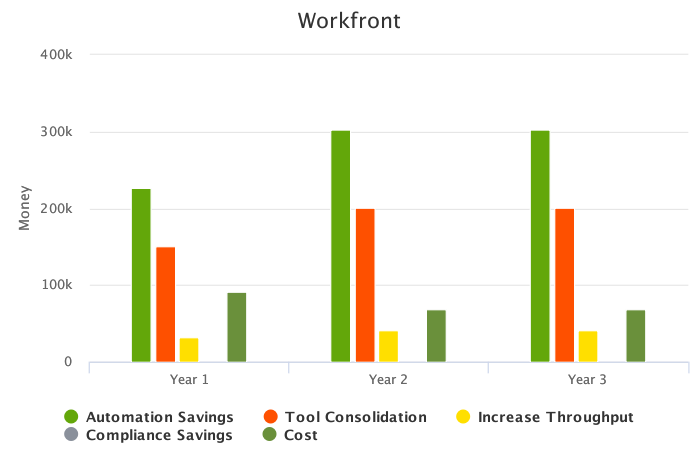 Workfront
400k
300k
200k
100k
0
Money
Year 1 Year 2 Year 3
Automation Savings Tool Consolidation Increase Throughput
Compliance Savings Cost